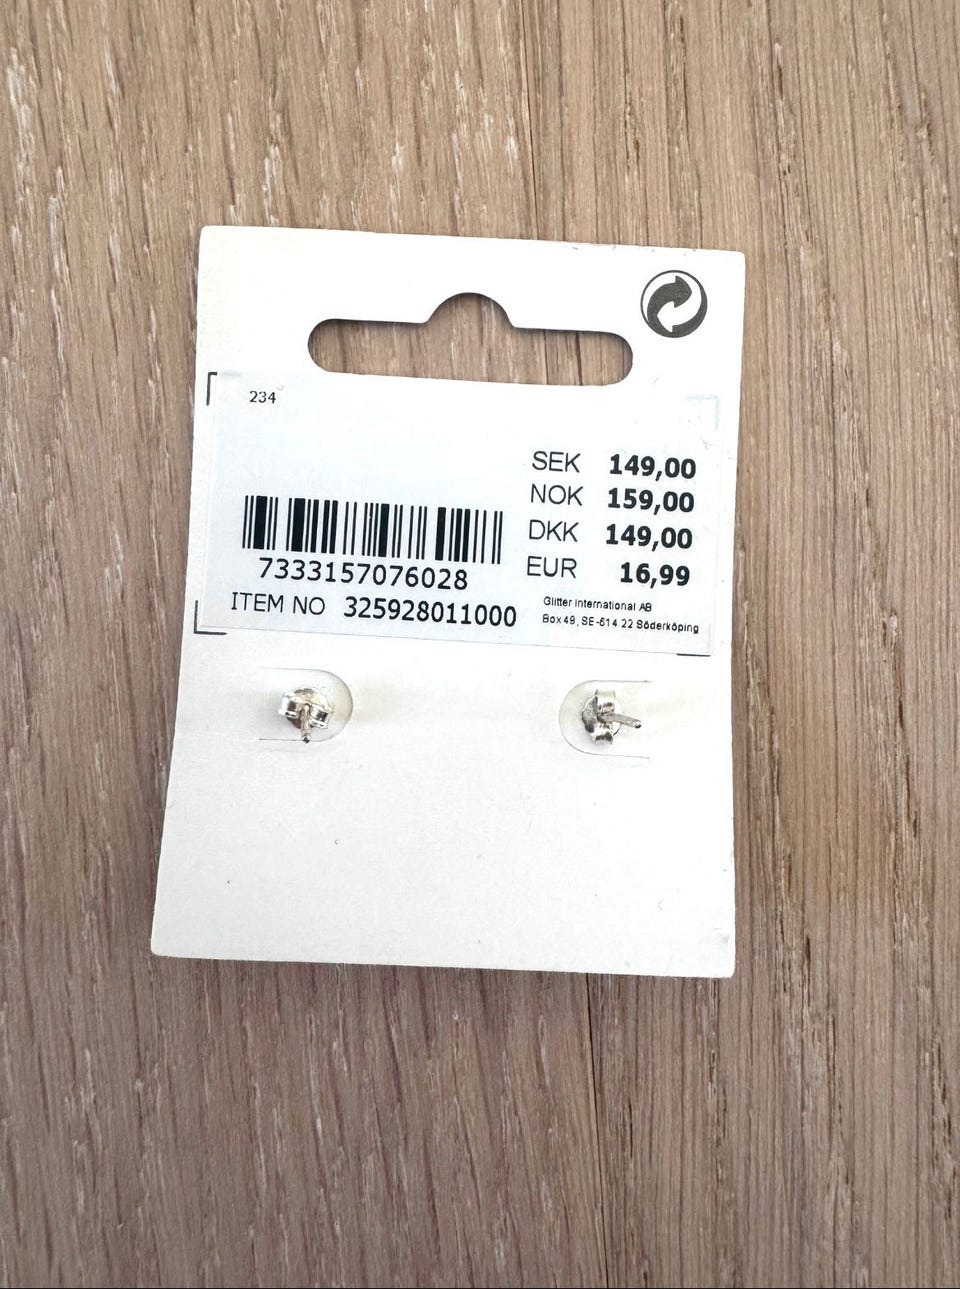 234
SEK 149,00
NOK 159,00
DKK 149,00
EUR 16,99
7333157076028
ITEM NO 325928011000
Glitter International AB
Box 49, SE-614 22 Söderköping